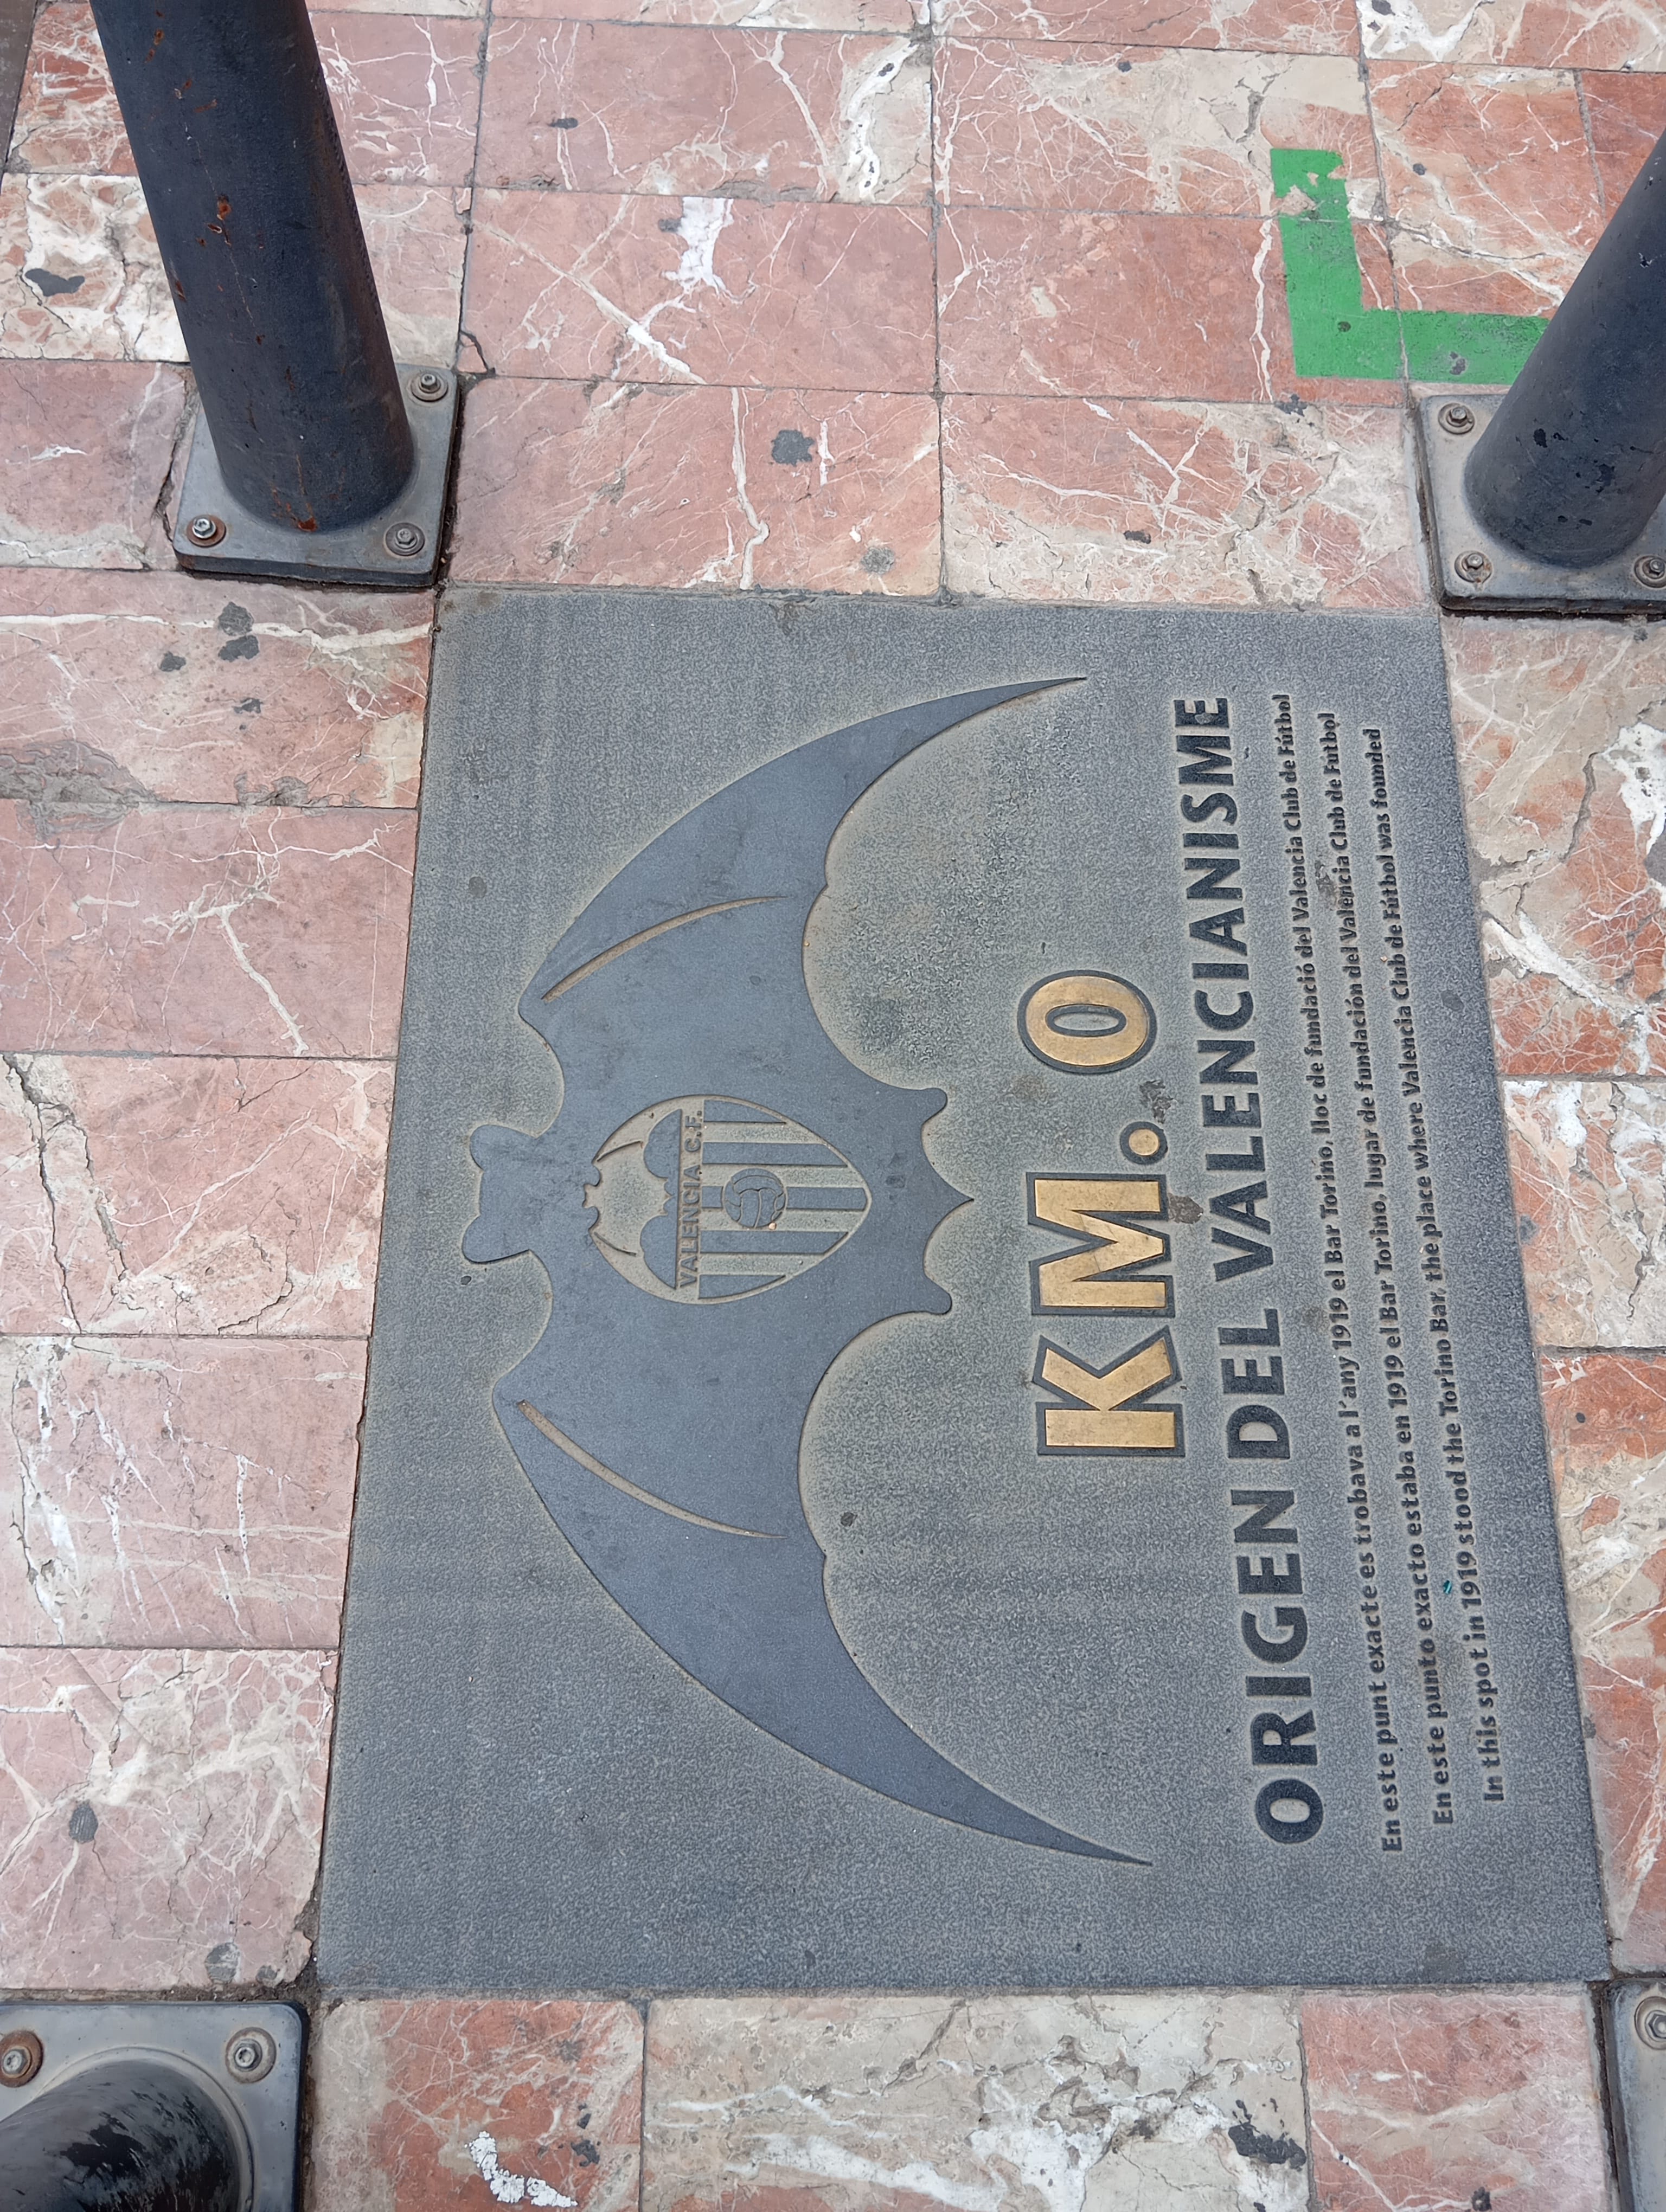 VALENCIA C.F.
KM. 0
ORIGEN DEL VALENCIANISME
En este punt exacte es trobava a l'any 1919 el Bar Torino, lloc de fundació del Valencia Club de Fútbol
En este punto exacto estaba en 1919 el Bar Torino, lugar de fundación del Valencia Club de Futbol
In this spot in 1919 stood the Torino Bar, the place where Valencia Club de Fútbol was founded